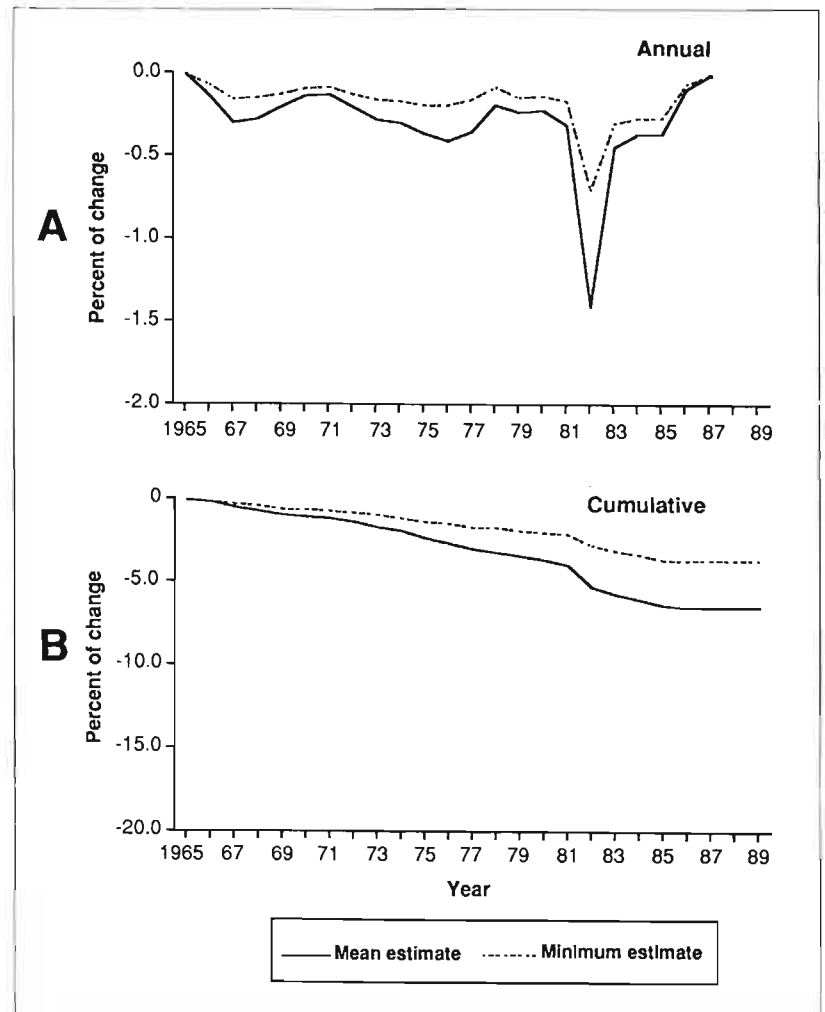 Annual
A
Percent of change
0.0
-0.5
-1.0
-1.5
-2.0
1965 67 69 71 73 75 77 79 81 83 85 87 89
Cumulative
B
Percent of change
0
-5.0
-10.0
-15.0
-20.0
1965 67 69 71 73 75 77 79 81 83 85 87 89
Year
Mean estimate Minimum estimate